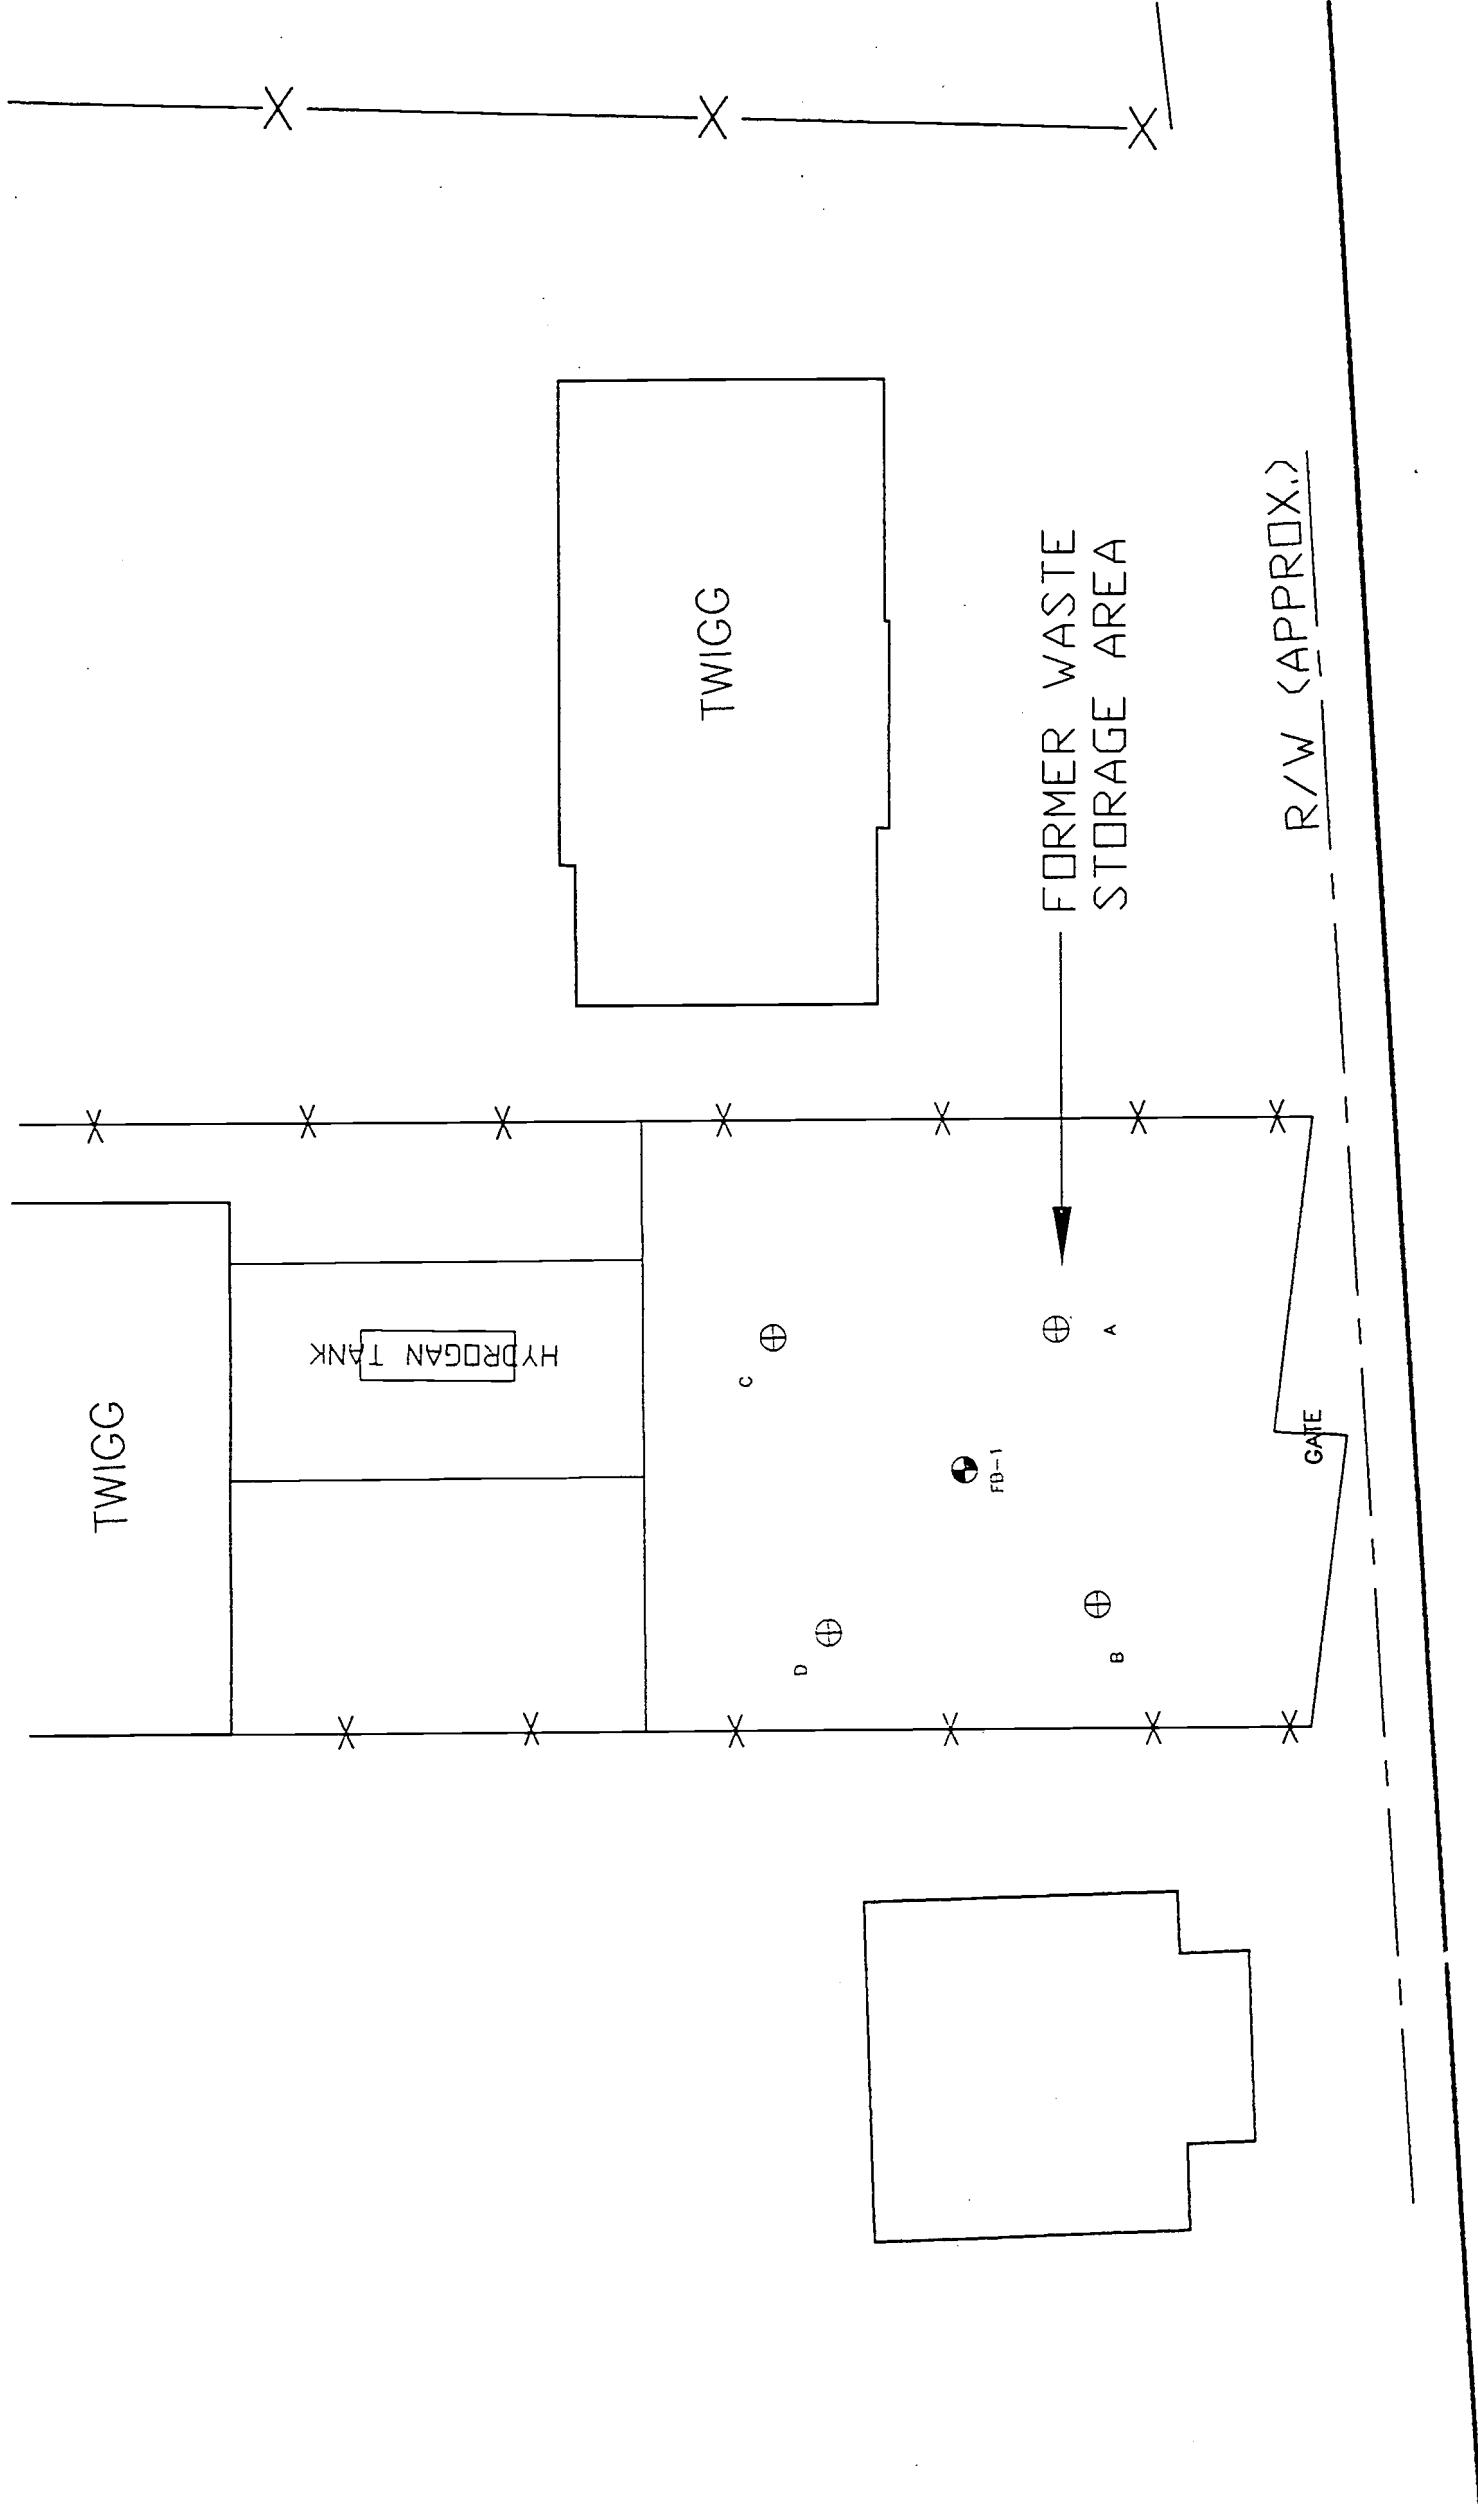 TWIGG
HYDROGAN TANK
TWIGG
C
D
FB-1
A
B
FORMER WASTE
STORAGE AREA
GATE
R/W (APPROX.)